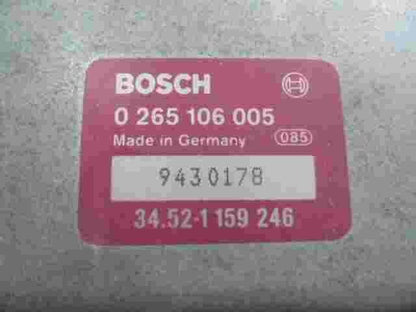 BOSCH
0 265 106 005
Made in Germany 085
9430178
34.52-1 159 246